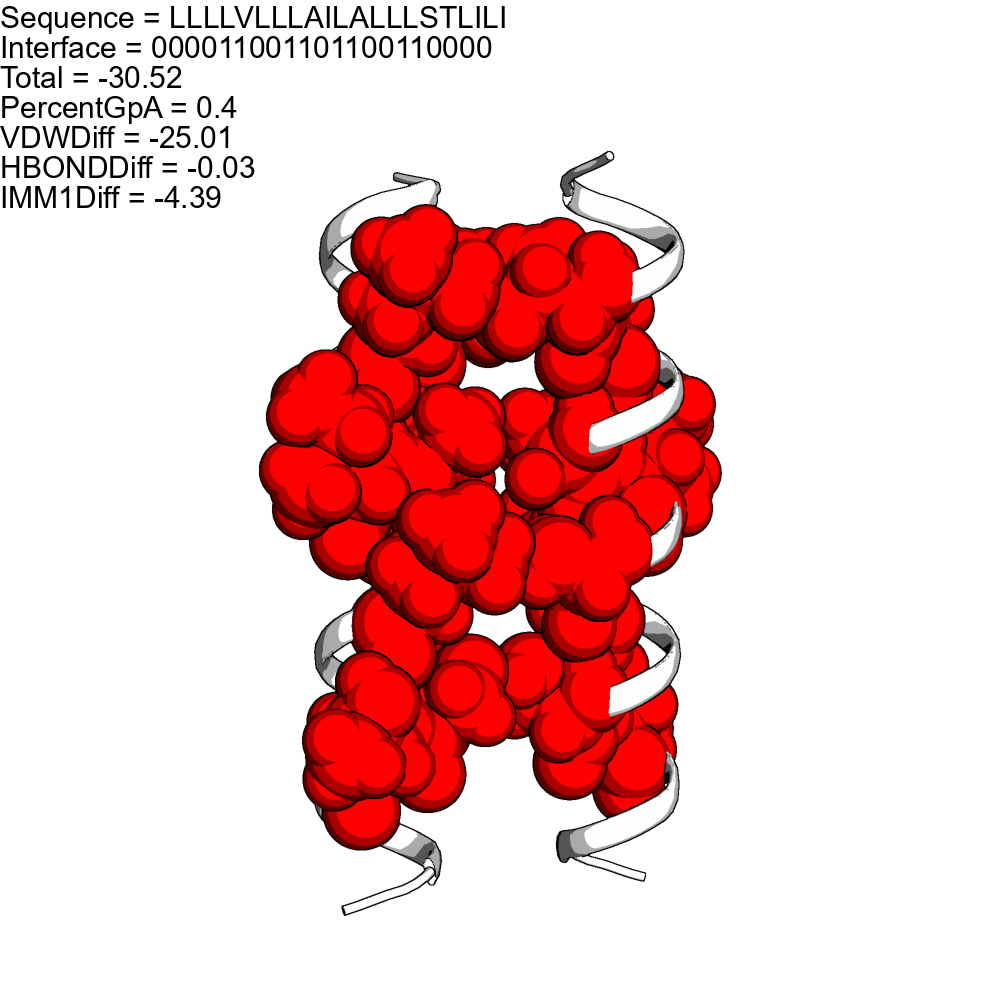 Sequence = LLLLVLLLAILALLLSTLILI
Interface = 000011001101100110000
Total = -30.52
PercentGpA = 0.4
VDWDiff = -25.01
HBONDDiff = -0.03
IMM1Diff = -4.39